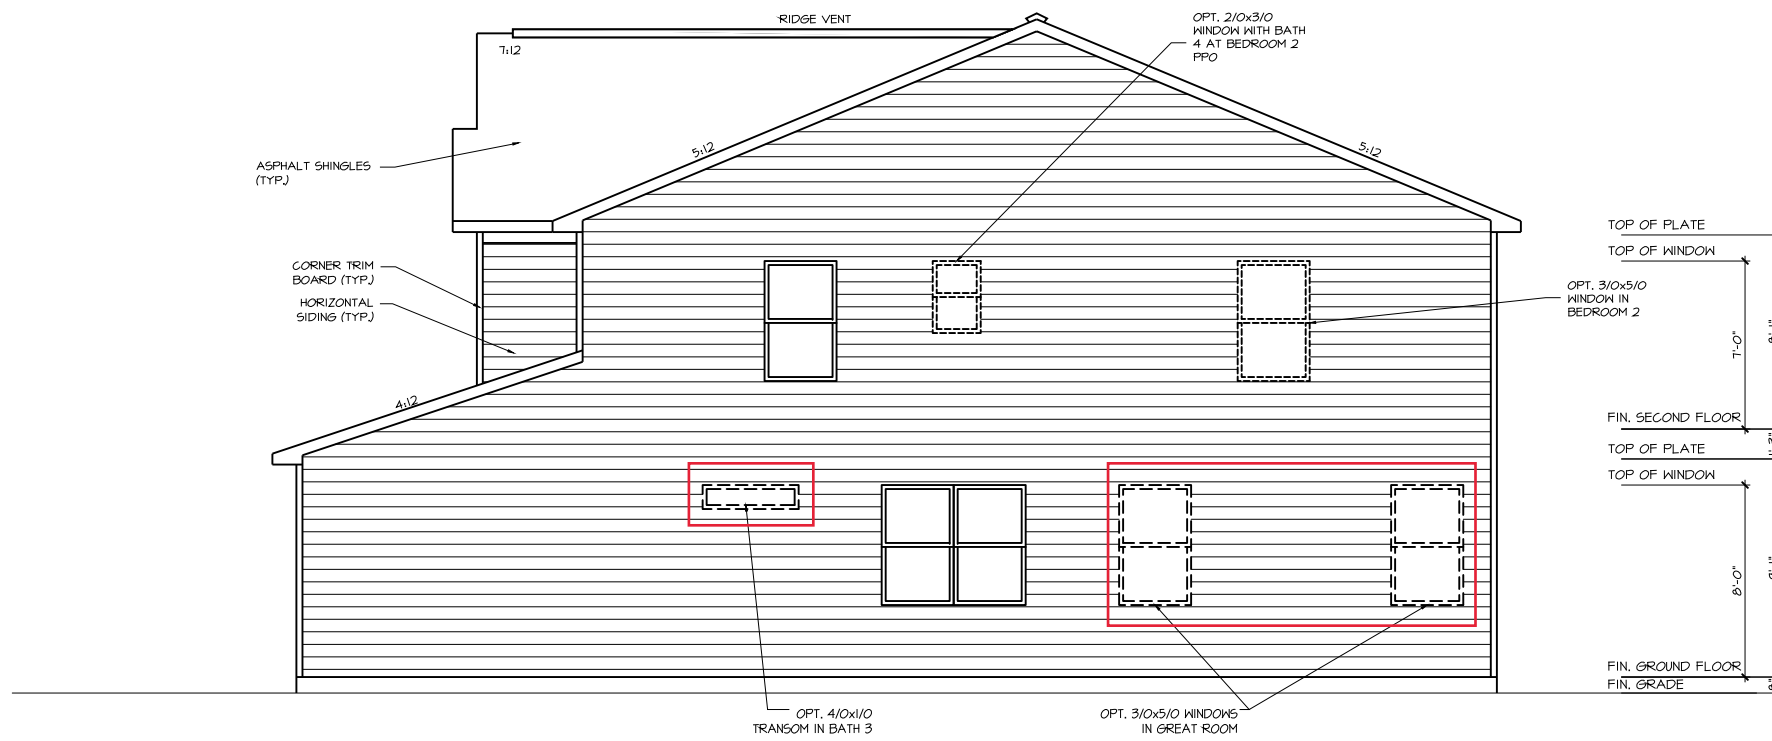 RIDGE VENT
7:12
OPT. 2/0x3/0
WINDOW WITH BATH
4 AT BEDROOM 2
PPO
5:12
5:12
ASPHALT SHINGLES
(TYP.)
TOP OF PLATE
TOP OF WINDOW
CORNER TRIM
BOARD (TYP.)
HORIZONTAL
SIDING (TYP.)
OPT. 3/0x5/0
WINDOW IN
BEDROOM 2
7'-0"
4:12
FIN. SECOND FLOOR
TOP OF PLATE
TOP OF WINDOW
8'-0"
FIN. GROUND FLOOR
FIN. GRADE
OPT. 4/0x1/0
TRANSOM IN BATH 3
OPT. 3/0x5/0 WINDOWS
IN GREAT ROOM